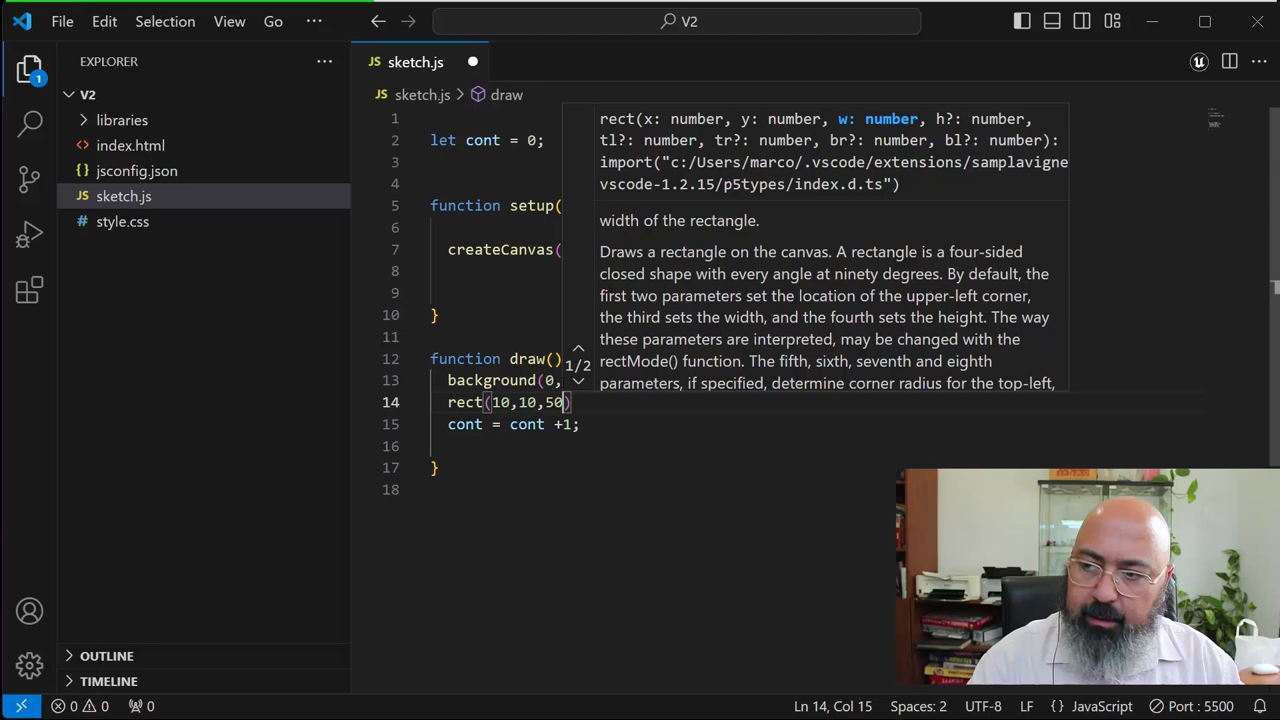 File Edit Selection View Go ··· V2
EXPLORER ···
JS sketch.js
V2
JS sketch.js > draw
libraries
index.html
jsconfig.json
JS sketch.js
# style.css
1
2 let cont = 0;
3
4
5 function setup(
6
7 createCanvas(
8
9
10 }
11
12 function draw()
13 background(0,
14 rect(10,10,50)
15 cont = cont +1;
16
17 }
18
rect(x: number, y: number, w: number, h?: number,
tl?: number, tr?: number, br?: number, bl?: number):
import("c:/Users/marco/.vscode/extensions/samplavigne
vscode-1.2.15/p5types/index.d.ts")
width of the rectangle.
Draws a rectangle on the canvas. A rectangle is a four-sided
closed shape with every angle at ninety degrees. By default, the
first two parameters set the location of the upper-left corner,
the third sets the width, and the fourth sets the height. The way
these parameters are interpreted, may be changed with the
rectMode() function. The fifth, sixth, seventh and eighth
parameters, if specified, determine corner radius for the top-left,
1/2
1
OUTLINE
TIMELINE
0 0 0 Ln 14, Col 15 Spaces: 2 UTF-8 LF {} JavaScript Port : 5500